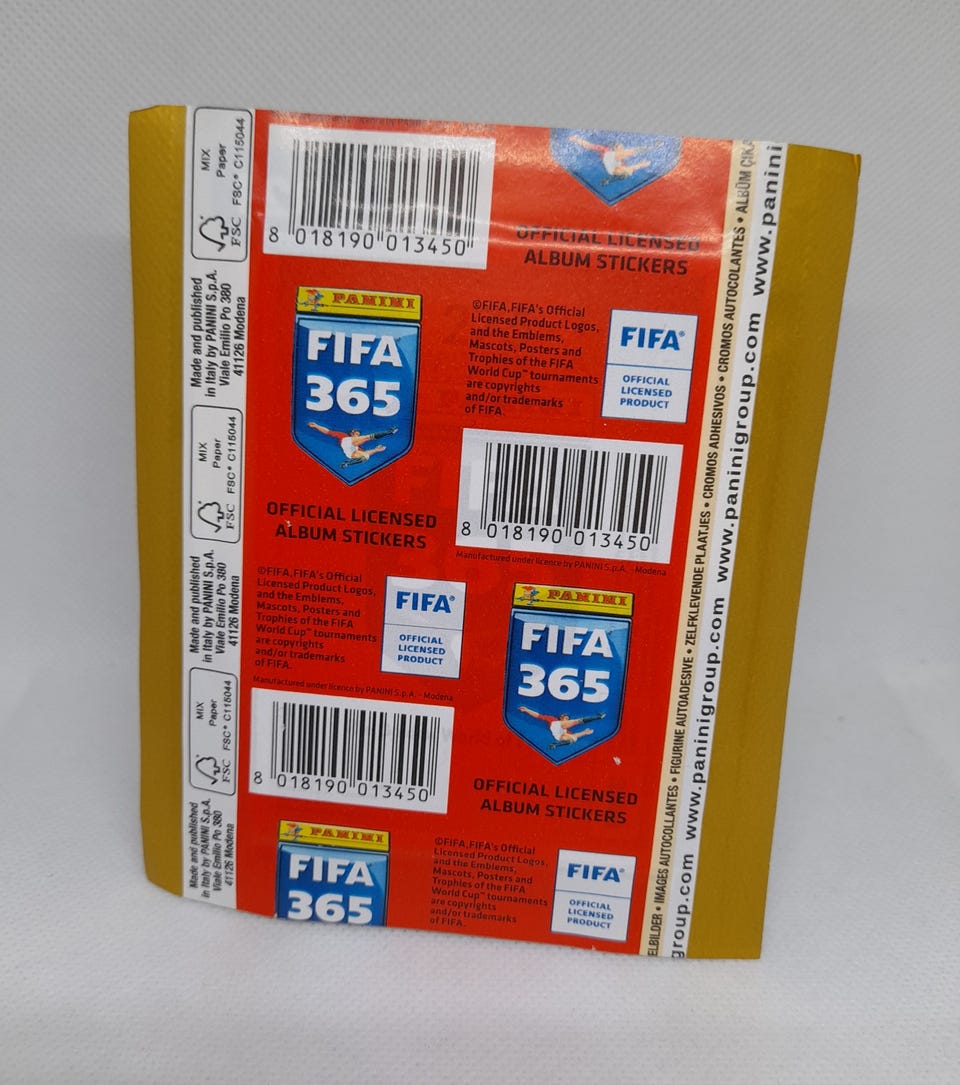 MIX
Paper
FSC
FSC® C115044
Made and published
in Italy by PANINI S.p.A.
Viale Emilio Po 380
41126 Modena
MIX
Paper
FSC
FSC® C115044
Made and published
in Italy by PANINI S.p.A.
Viale Emilio Po 380
41126 Modena
MIX
Paper
FSC
FSC® C115044
Made and published
in Italy by PANINI S.p.A.
Viale Emilio Po 380
41126 Modena
8 018190 013450
OFFICIAL LICENSED
ALBUM STICKERS
PANINI
FIFA
365
OFFICIAL LICENSED
ALBUM STICKERS
©FIFA,FIFA's Official
Licensed Product Logos,
and the Emblems,
Mascots, Posters and
Trophies of the FIFA
World Cup™ tournaments
are copyrights
and/or trademarks
of FIFA.
FIFA®
OFFICIAL
LICENSED
PRODUCT
8 018190 013450
Manufactured under licence by PANINI S.p.A. - Modena
©FIFA,FIFA's Official
Licensed Product Logos,
and the Emblems,
Mascots, Posters and
Trophies of the FIFA
World Cup™ tournaments
are copyrights
and/or trademarks
of FIFA.
FIFA®
OFFICIAL
LICENSED
PRODUCT
Manufactured under licence by PANINI S.p.A. - Modena
PANINI
FIFA
365
OFFICIAL LICENSED
ALBUM STICKERS
8 018190 013450
PANINI
FIFA
365
©FIFA,FIFA's Official
Licensed Product Logos,
and the Emblems,
Mascots, Posters and
Trophies of the FIFA
World Cup™ tournaments
are copyrights
and/or trademarks
of FIFA.
FIFA®
OFFICIAL
LICENSED
PRODUCT
ELBILDER • IMAGES AUTOCOLLANTES • FIGURINE AUTOADESIVE • ZELFKLEVENDE PLAATJES • CROMOS ADHESIVOS • CROMOS AUTOCOLANTES • ALBÜM ÇIKA
group.com www.paninigroup.com www.paninigroup.com www.panini